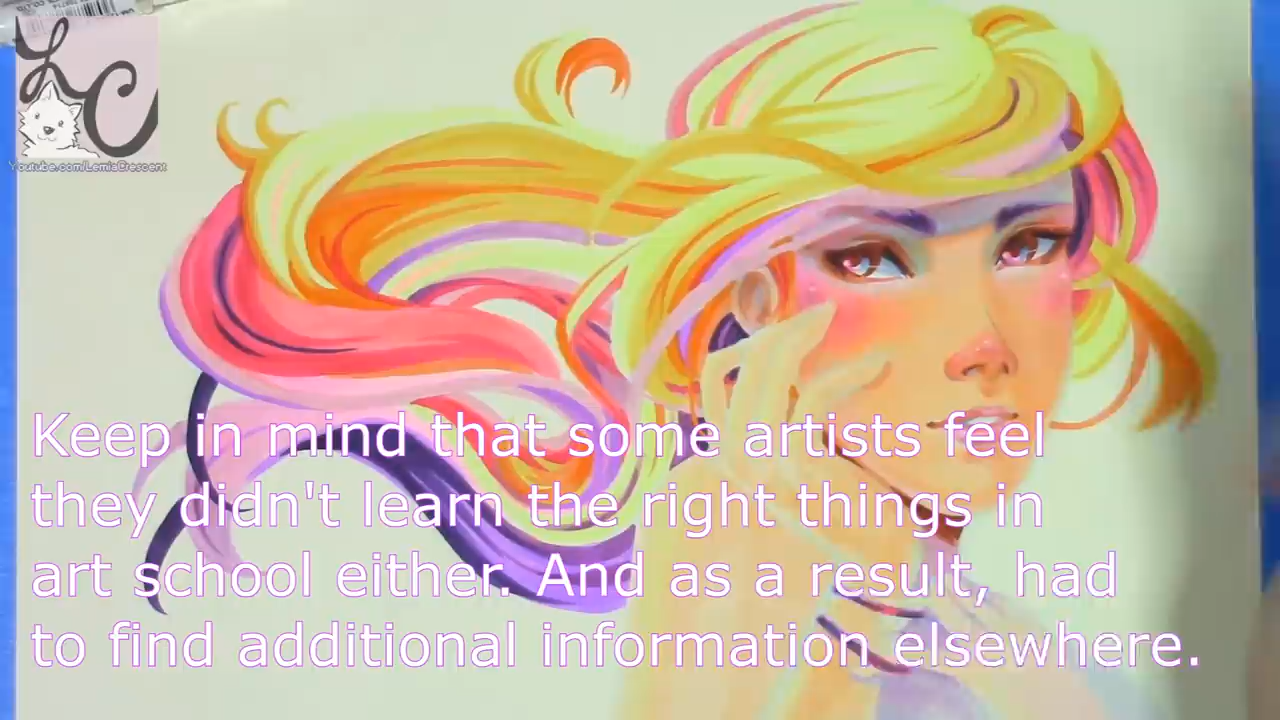 LC
Youtube.com/LemiaCrescent
Keep in mind that some artists feel
they didn't learn the right things in
art school either. And as a result, had
to find additional information elsewhere.